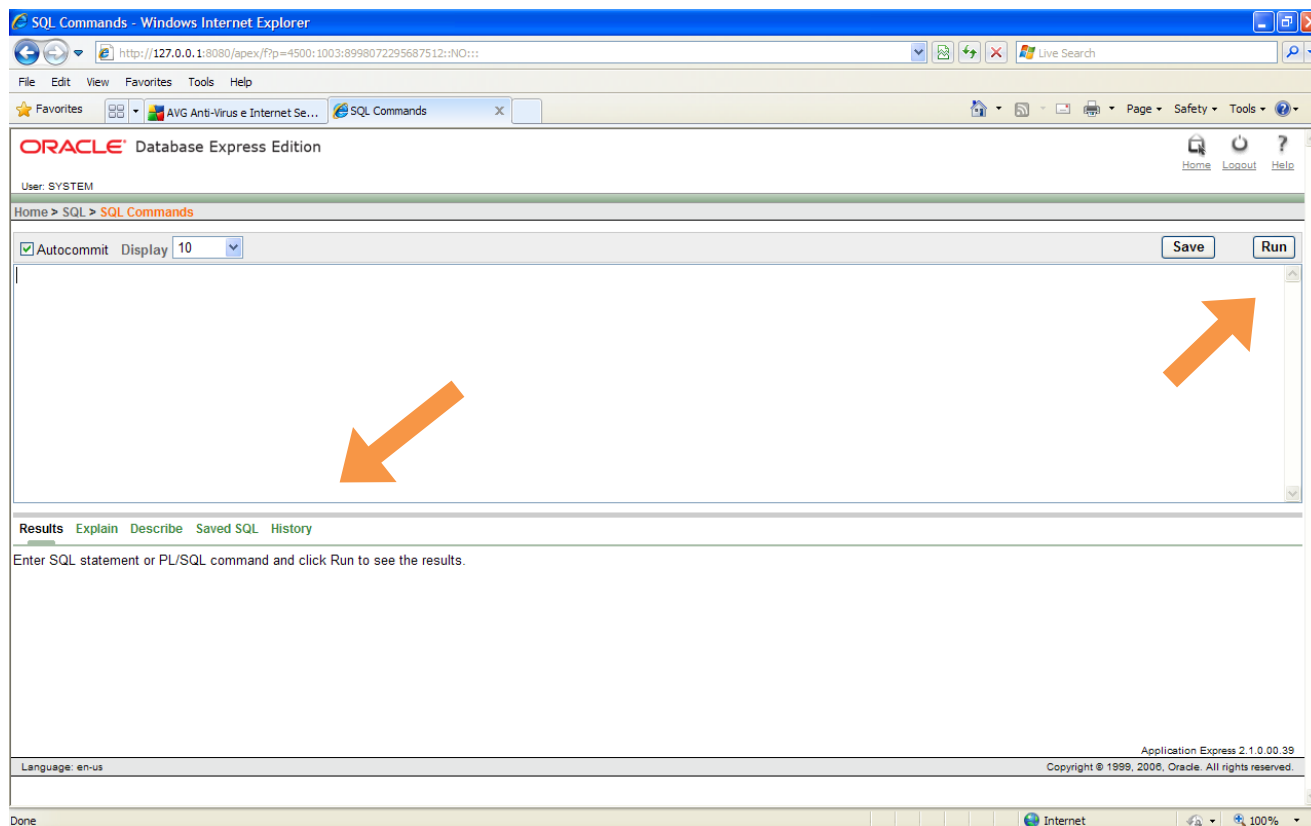 SQL Commands - Windows Internet Explorer
http://127.0.0.1:8080/apex/f?p=4500:1003:8998072295687512::NO:::
Live Search
File Edit View Favorites Tools Help
Favorites AVG Anti-Virus e Internet Se... SQL Commands X Page Safety Tools
ORACLE Database Express Edition
Home Logout Help
User: SYSTEM
Home > SQL > SQL Commands
Autocommit Display 10 Save Run
Results Explain Describe Saved SQL History
Enter SQL statement or PL/SQL command and click Run to see the results.
Application Express 2.1.0.00.39
Language: en-us Copyright © 1999, 2006, Oracle. All rights reserved.
Done Internet 100%